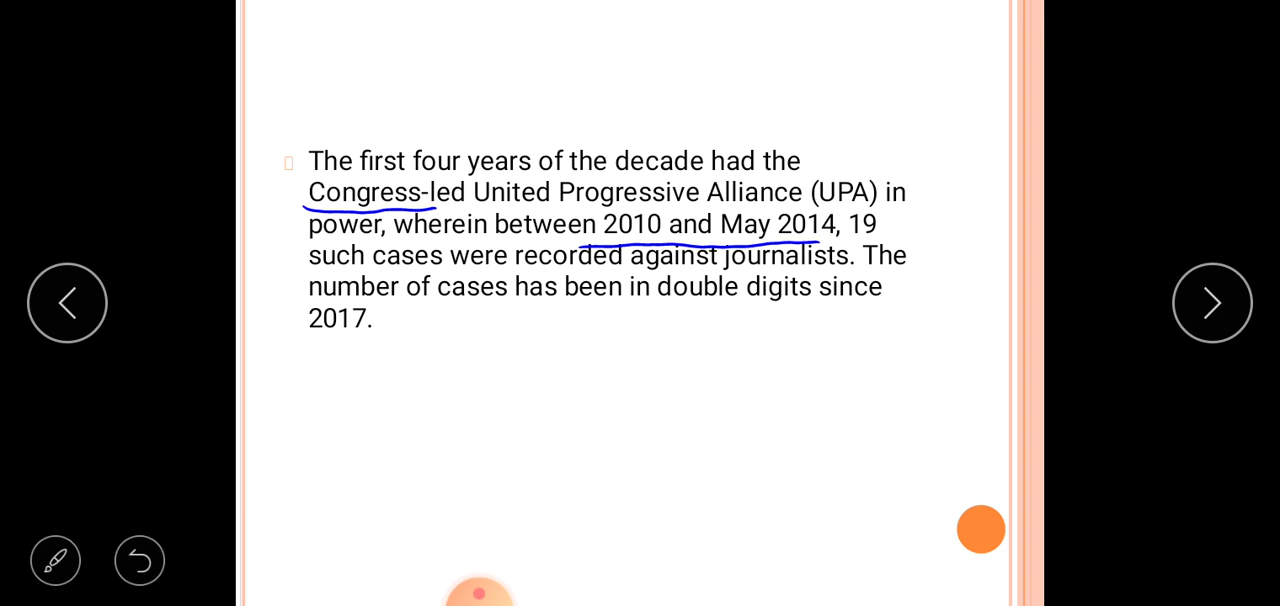 The first four years of the decade had the
Congress-led United Progressive Alliance (UPA) in
power, wherein between 2010 and May 2014, 19
such cases were recorded against journalists. The
number of cases has been in double digits since
2017.